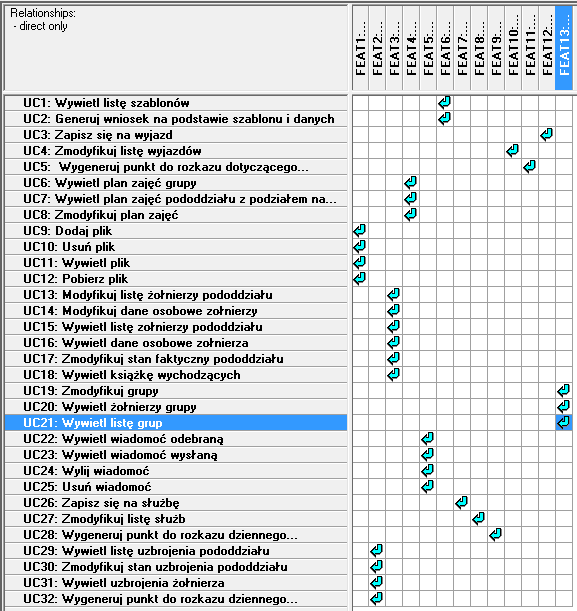 Relationships:
- direct only
FEAT1:...
FEAT2:...
FEAT3:...
FEAT4:...
FEAT5:...
FEAT6:...
FEAT7:...
FEAT8:...
FEAT9:...
FEAT10:...
FEAT11:...
FEAT12:...
FEAT13:...
UC1: Wywietl listę szablonów
UC2: Generuj wniosek na podstawie szablonu i danych
UC3: Zapisz się na wyjazd
UC4: Zmodyfikuj listę wyjazdów
UC5: Wygeneruj punkt do rozkazu dotyczącego...
UC6: Wywietl plan zajęć grupy
UC7: Wywietl plan zajęć pododdziału z podziałem na...
UC8: Zmodyfikuj plan zajęć
UC9: Dodaj plik
UC10: Usuń plik
UC11: Wywietl plik
UC12: Pobierz plik
UC13: Modyfikuj listę żołnierzy pododdziału
UC14: Modyfikuj dane osobowe żołnierzy
UC15: Wywietl listę zołnierzy pododdziału
UC16: Wywietl dane osobowe zołnierza
UC17: Zmodyfikuj stan faktyczny pododdziału
UC18: Wywietl książkę wychodzących
UC19: Zmodyfikuj grupy
UC20: Wywietl żołnierzy grupy
UC21: Wywietl listę grup
UC22: Wywietl wiadomoć odebraną
UC23: Wywietl wiadomoć wysłaną
UC24: Wylij wiadomoć
UC25: Usuń wiadomoć
UC26: Zapisz się na służbę
UC27: Zmodyfikuj listę służb
UC28: Wygeneruj punkt do rozkazu dziennego...
UC29: Wywietl listę uzbrojenia pododdziału
UC30: Zmodyfikuj stan uzbrojenia pododdziału
UC31: Wywietl uzbrojenia żołnierza
UC32: Wygeneruj punkt do rozkazu dziennego...